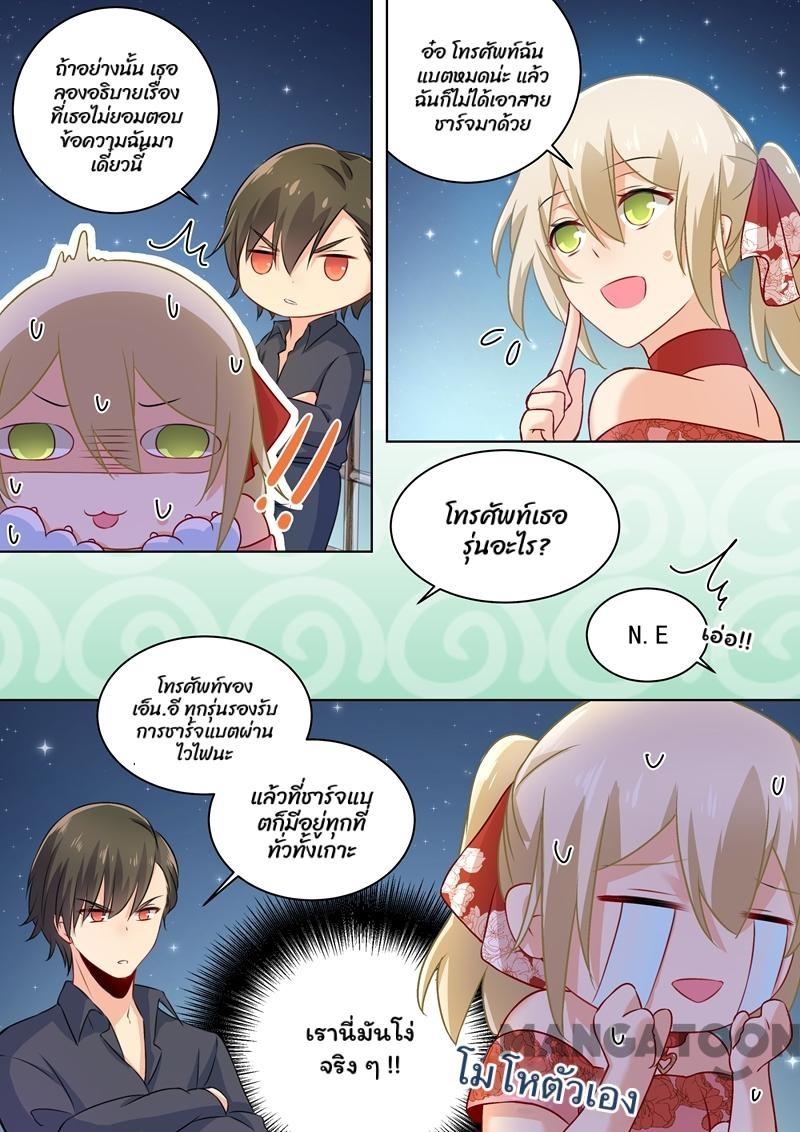 ถ้าอย่างนั้น เธอ
ลองอธิบายเรื่อง
ที่เธอไม่ยอมตอบ
ข้อความฉันมา
เดี๋ยวนี้
อ๋อ โทรศัพท์ฉัน
แบตหมดน่ะ แล้ว
ฉันก็ไม่ได้เอาสาย
ชาร์จมาด้วย
!!
โทรศัพท์เธอ
รุ่นอะไร?
N.E
เอ่อ!!
โทรศัพท์ของ
เอ็น.อี ทุกรุ่นรองรับ
การชาร์จแบตผ่าน
ไวไฟนะ
แล้วที่ชาร์จแบ
ตก็มีอยู่ทุกที่
ทั่วทั้งเกาะ
เรานี่มันโง่
จริง ๆ !!
โมโหตัวเอง
MANGATOON